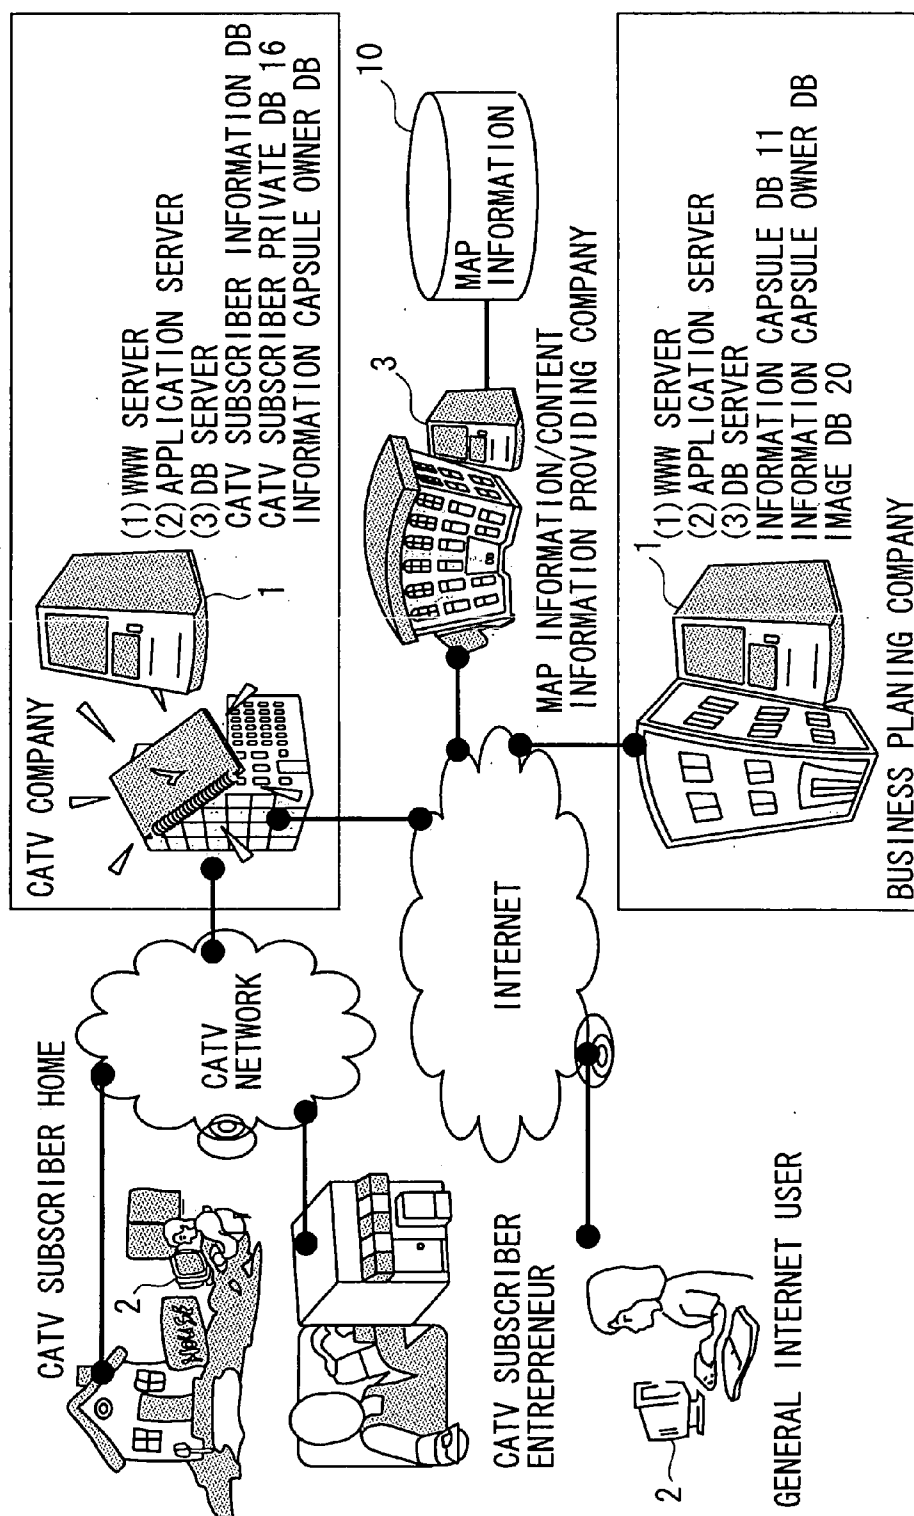 CATV SUBSCRIBER HOME
2
CATV
NETWORK
CATV SUBSCRIBER
ENTREPRENEUR
GENERAL INTERNET USER
2
CATV COMPANY
1
(1)WWW SERVER
(2)APPLICATION SERVER
(3)DB SERVER
CATV SUBSCRIBER INFORMATION DB
CATV SUBSCRIBER PRIVATE DB 16
INFORMATION CAPSULE OWNER DB
INTERNET
MAP INFORMATION/CONTENT
INFORMATION PROVIDING COMPANY
3
MAP
INFORMATION
10
BUSINESS PLANING COMPANY
1
(1)WWW SERVER
(2)APPLICATION SERVER
(3)DB SERVER
INFORMATION CAPSULE DB 11
INFORMATION CAPSULE OWNER DB
IMAGE DB 20